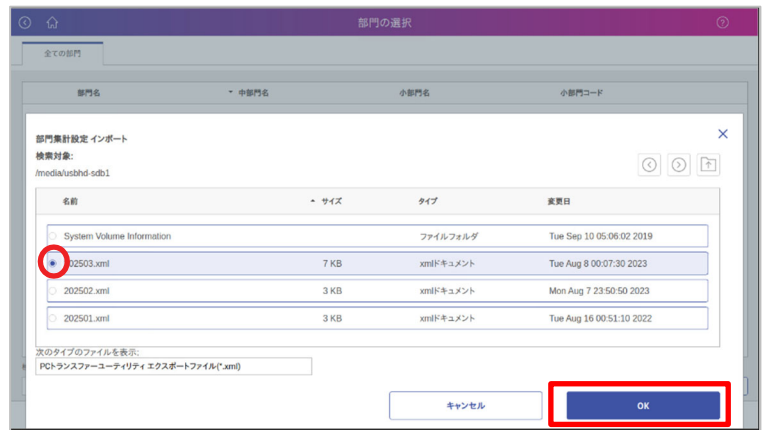 部門の選択
全ての部門
部門名 中部門名 小部門名 小部門コード
部門集計設定 インポート
検索対象:
/media/usbhd-sdb1
名前 サイズ タイプ 変更日
System Volume Information ファイルフォルダ Tue Sep 10 05:06:02 2019
202503.xml 7 KB xmlドキュメント Tue Aug 8 00:07:30 2023
202502.xml 3 KB xmlドキュメント Mon Aug 7 23:50:50 2023
202501.xml 3 KB xmlドキュメント Tue Aug 16 00:51:10 2022
次のタイプのファイルを表示:
PCトランスファーユーティリティ エクスポートファイル(*.xml)
キャンセル OK